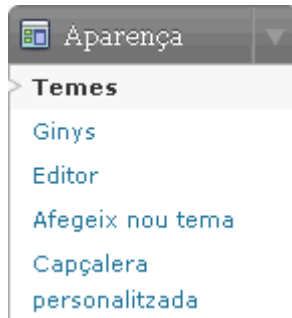 Aparença
Temes
Ginys
Editor
Afegeix nou tema
Capçalera
personalitzada